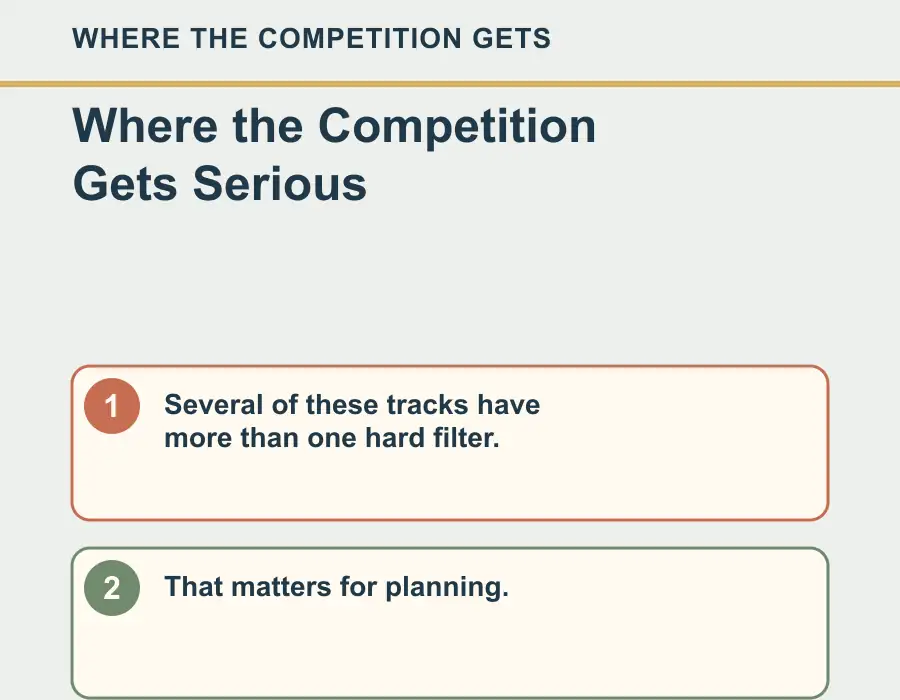 WHERE THE COMPETITION GETS
Where the Competition
Gets Serious
1
Several of these tracks have
more than one hard filter.
2
That matters for planning.